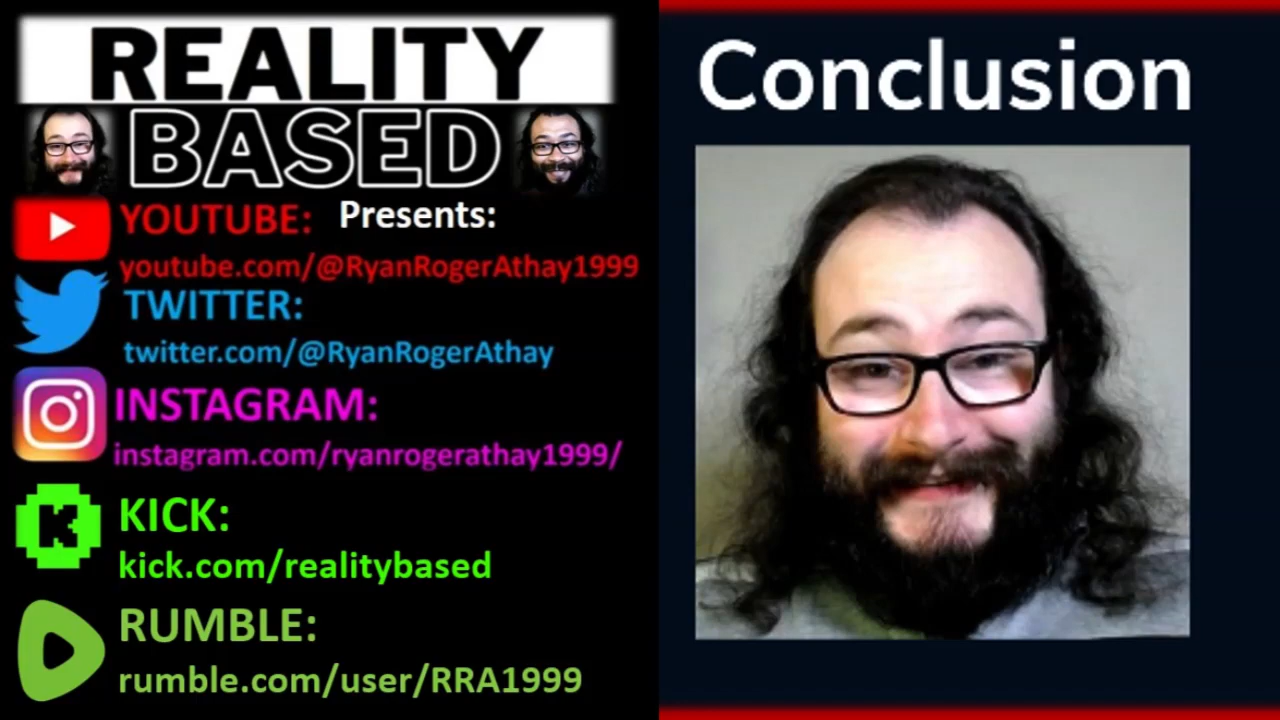 REALITY
BASED
Presents:
YOUTUBE:
youtube.com/@RyanRogerAthay1999
TWITTER:
twitter.com/@RyanRogerAthay
INSTAGRAM:
instagram.com/ryanrogerathay1999/
KICK:
kick.com/realitybased
RUMBLE:
rumble.com/user/RRA1999
Conclusion